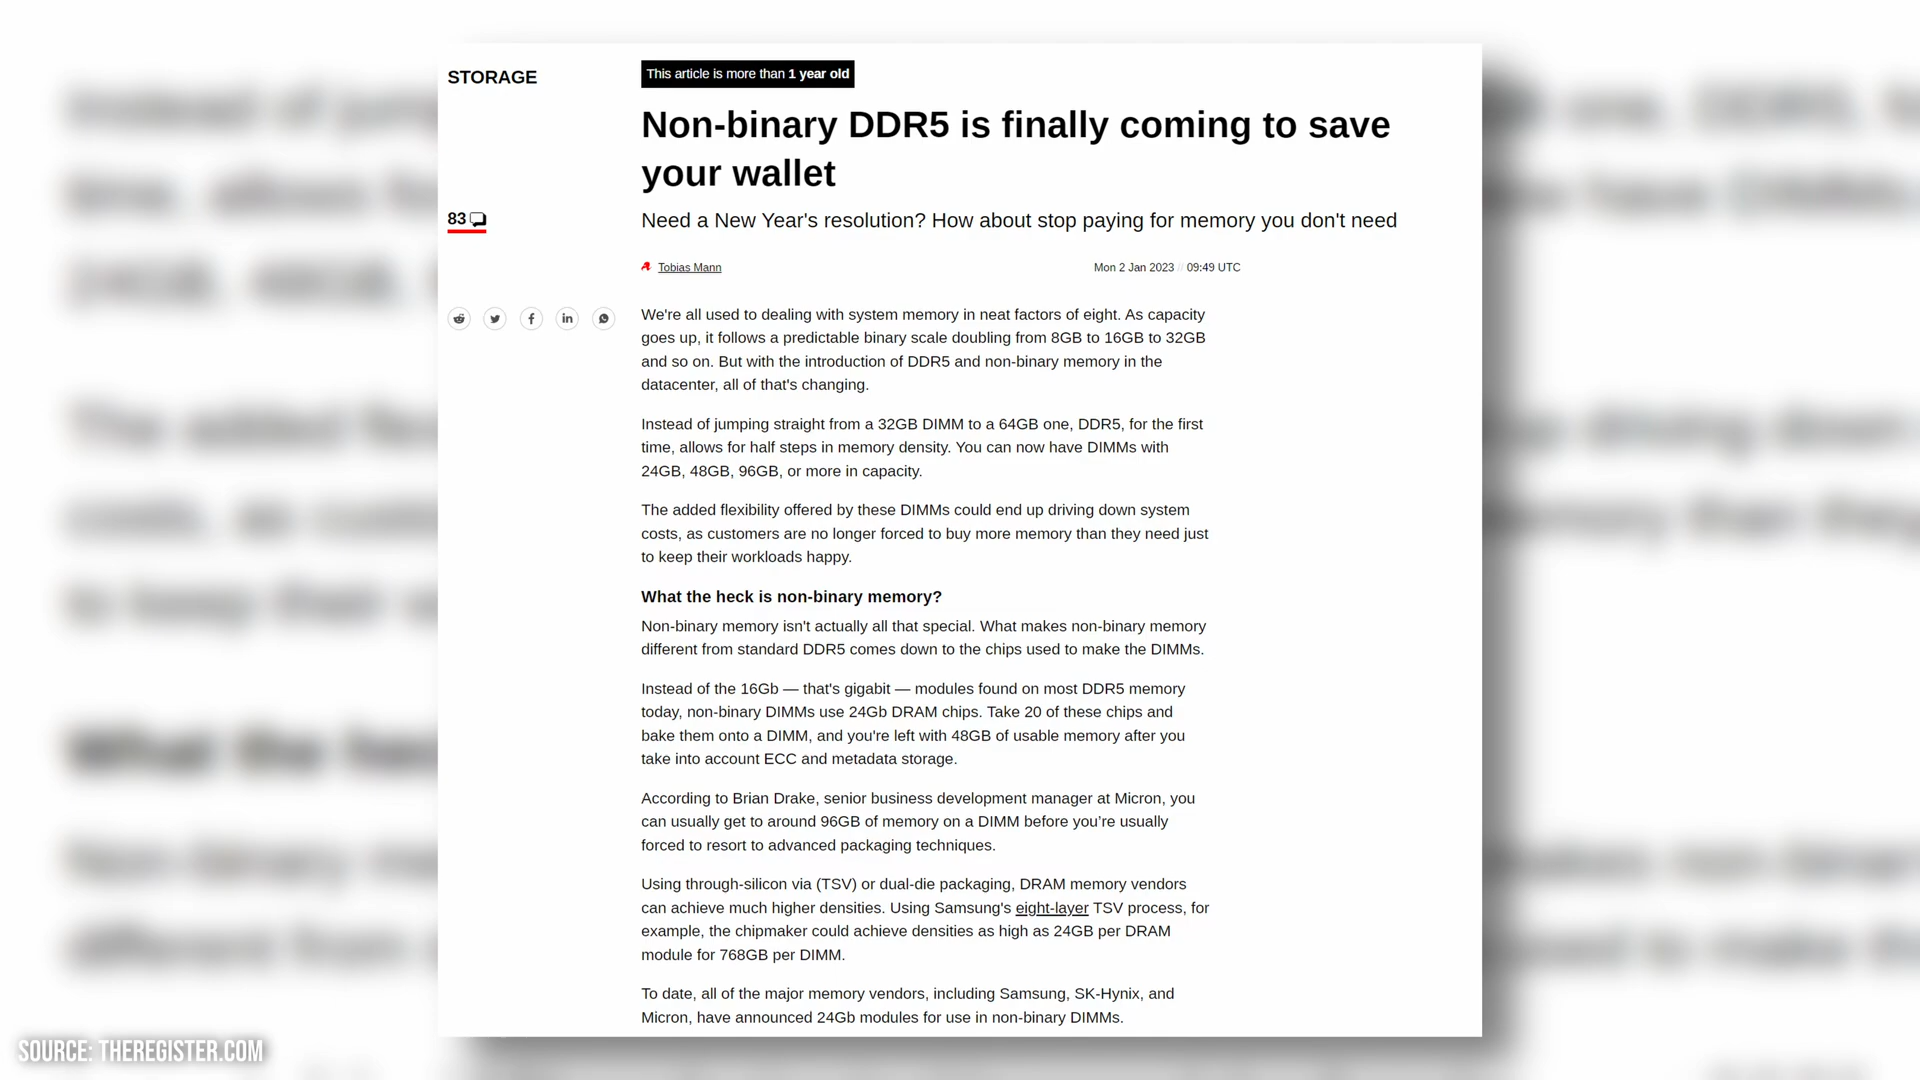 STORAGE
This article is more than 1 year old
Non-binary DDR5 is finally coming to save
your wallet
83
Need a New Year's resolution? How about stop paying for memory you don't need
Tobias Mann
Mon 2 Jan 2023 // 09:49 UTC
We're all used to dealing with system memory in neat factors of eight. As capacity
goes up, it follows a predictable binary scale doubling from 8GB to 16GB to 32GB
and so on. But with the introduction of DDR5 and non-binary memory in the
datacenter, all of that's changing.
Instead of jumping straight from a 32GB DIMM to a 64GB one, DDR5, for the first
time, allows for half steps in memory density. You can now have DIMMs with
24GB, 48GB, 96GB, or more in capacity.
The added flexibility offered by these DIMMs could end up driving down system
costs, as customers are no longer forced to buy more memory than they need just
to keep their workloads happy.
What the heck is non-binary memory?
Non-binary memory isn't actually all that special. What makes non-binary memory
different from standard DDR5 comes down to the chips used to make the DIMMs.
Instead of the 16Gb — that's gigabit — modules found on most DDR5 memory
today, non-binary DIMMs use 24Gb DRAM chips. Take 20 of these chips and
bake them onto a DIMM, and you're left with 48GB of usable memory after you
take into account ECC and metadata storage.
According to Brian Drake, senior business development manager at Micron, you
can usually get to around 96GB of memory on a DIMM before you’re usually
forced to resort to advanced packaging techniques.
Using through-silicon via (TSV) or dual-die packaging, DRAM memory vendors
can achieve much higher densities. Using Samsung's eight-layer TSV process, for
example, the chipmaker could achieve densities as high as 24GB per DRAM
module for 768GB per DIMM.
To date, all of the major memory vendors, including Samsung, SK-Hynix, and
Micron, have announced 24Gb modules for use in non-binary DIMMs.
SOURCE: THEREGISTER.COM